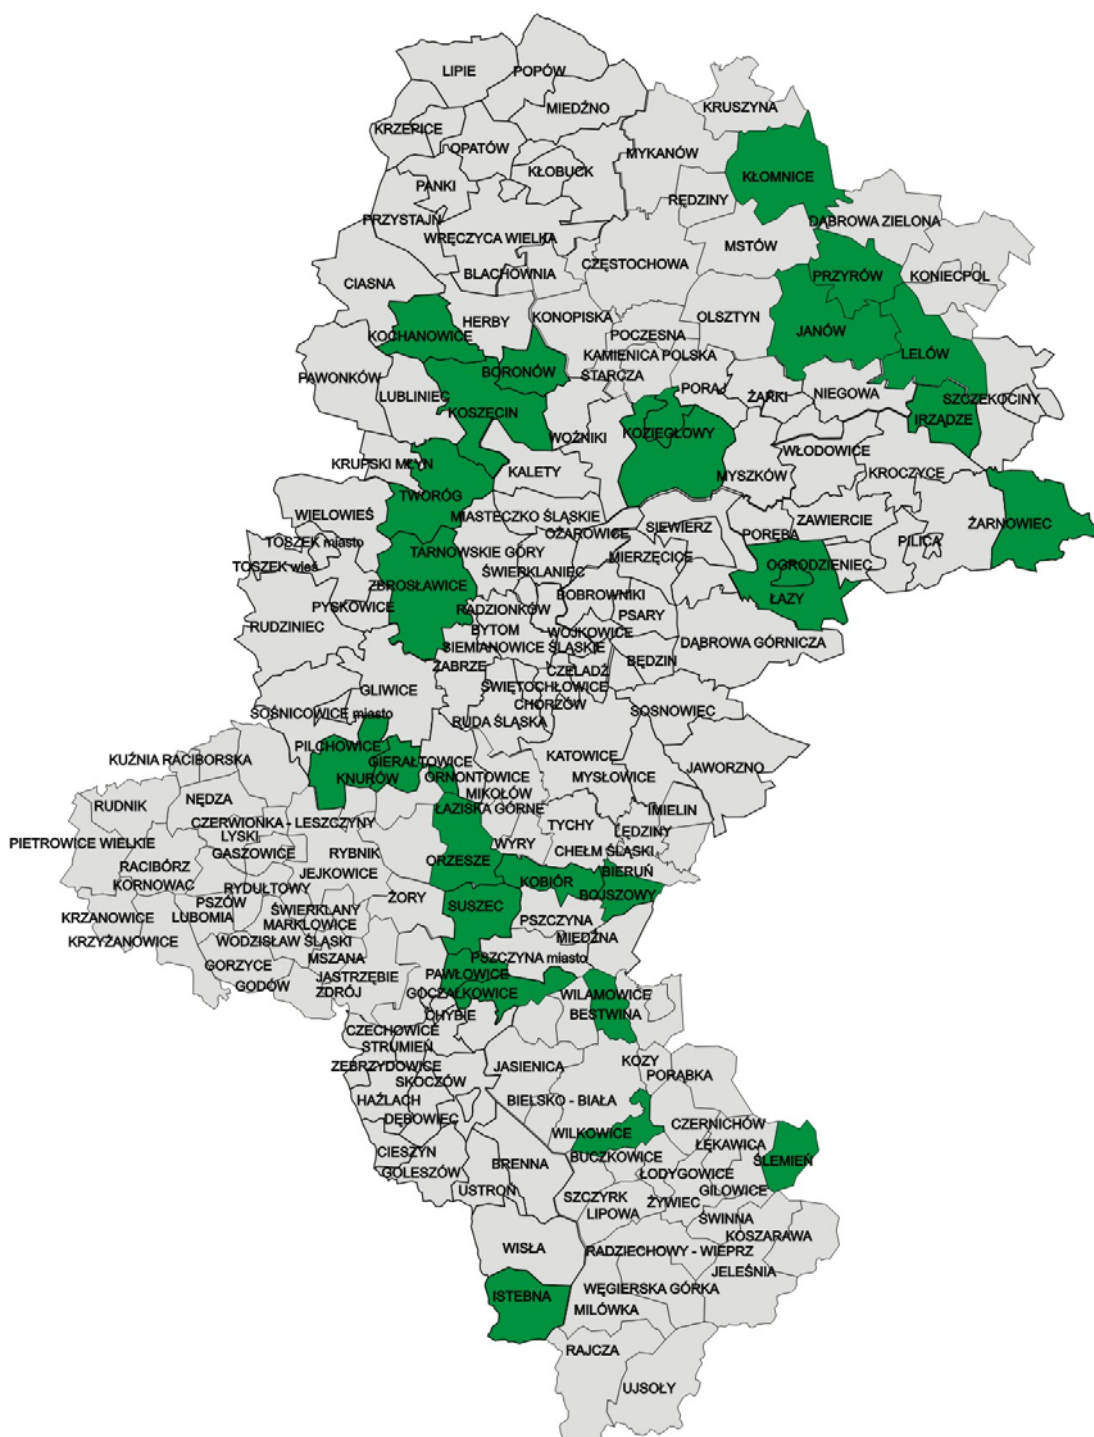 LIPIE
POPÓW
MIEDŹNO
KRUSZYNA
KRZEPICE
OPATÓW
MYKANÓW
KŁOBUCK
KŁOMNICE
PANKI
RĘDZINY
PRZYSTAJŃ
DĄBROWA ZIELONA
WRĘCZYCA WIELKA
MSTÓW
CZĘSTOCHOWA
BLACHOWNIA
PRZYRÓW
KONIECPOL
CIASNA
HERBY
KONOPISKA
OLSZTYN
KOCHANOWICE
POCZESNA
JANÓW
KAMIENICA POLSKA
LELÓW
BORONÓW
STARCZA
PAWONKÓW
PORAJ
ŻARKI
NIEGOWA
LUBLINIEC
SZCZEKOCINY
KOSZĘCIN
IRZĄDZE
WOŹNIKI
KOZIEGŁOWY
WŁODOWICE
KRUPSKI MŁYN
KALETY
MYSZKÓW
KROCZYCE
TWORÓG
WIELOWIEŚ
MIASTECZKO ŚLĄSKIE
ZAWIERCIE
ŻARNOWIEC
OŻAROWICE
SIEWIERZ
PORĘBA
PILICA
TOSZEK miasto
TARNOWSKIE GÓRY
MIERZĘCICE
TOSZEK wieś
OGRODZIENIEC
ŚWIERKLANIEC
ZBROSŁAWICE
BOBROWNIKI
ŁAZY
PYSKOWICE
RADZIONKÓW
PSARY
RUDZINIEC
BYTOM
WOJKOWICE
SIEMIANOWICE ŚLĄSKIE
DĄBROWA GÓRNICZA
ZABRZE
BĘDZIN
CZELADŹ
GLIWICE
ŚWIĘTOCHŁOWICE
CHORZÓW
SOŚNICOWICE miasto
SOSNOWIEC
RUDA ŚLĄSKA
PILCHOWICE
KUŹNIA RACIBORSKA
GIERAŁTOWICE
KATOWICE
JAWORZNO
KNURÓW
ORNONTOWICE
MYSŁOWICE
MIKOŁÓW
NĘDZA
RUDNIK
ŁAZISKA GÓRNE
IMIELIN
CZERWIONKA - LESZCZYNY
TYCHY
LĘDZINY
LYSKI
PIETROWICE WIELKIE
WYRY
CHEŁM ŚLĄSKI
GASZOWICE
RYBNIK
RACIBÓRZ
ORZESZE
JEJKOWICE
BIERUŃ
KOBIÓR
KORNOWAC
RYDUŁTOWY
BOJSZOWY
ŻORY
PSZÓW
SUSZEC
ŚWIERKLANY
KRZANOWICE
LUBOMIA
MARKLOWICE
PSZCZYNA
KRZYŻANOWICE
WODZISŁAW ŚLĄSKI
MIEDŹNA
MSZANA
PSZCZYNA miasto
GORZYCE
PAWŁOWICE
JASTRZĘBIE
ZDRÓJ
GODÓW
GOCZAŁKOWICE
WILAMOWICE
BESTWINA
CHYBIE
CZECHOWICE
STRUMIEŃ
KOZY
ZEBRZYDOWICE
JASIENICA
PORĄBKA
SKOCZÓW
HAŻLACH
BIELSKO - BIAŁA
DĘBOWIEC
CZERNICHÓW
WILKOWICE
ŁĘKAWICA
CIESZYN
BUCZKOWICE
ŚLEMIEŃ
BRENNA
GOLESZÓW
ŁODYGOWICE
USTROŃ
SZCZYRK
GILOWICE
ŻYWIEC
LIPOWA
ŚWINNA
KOSZARAWA
WISŁA
RADZIECHOWY - WIEPRZ
JELEŚNIA
WĘGIERSKA GÓRKA
ISTEBNA
MILÓWKA
RAJCZA
UJSOŁY